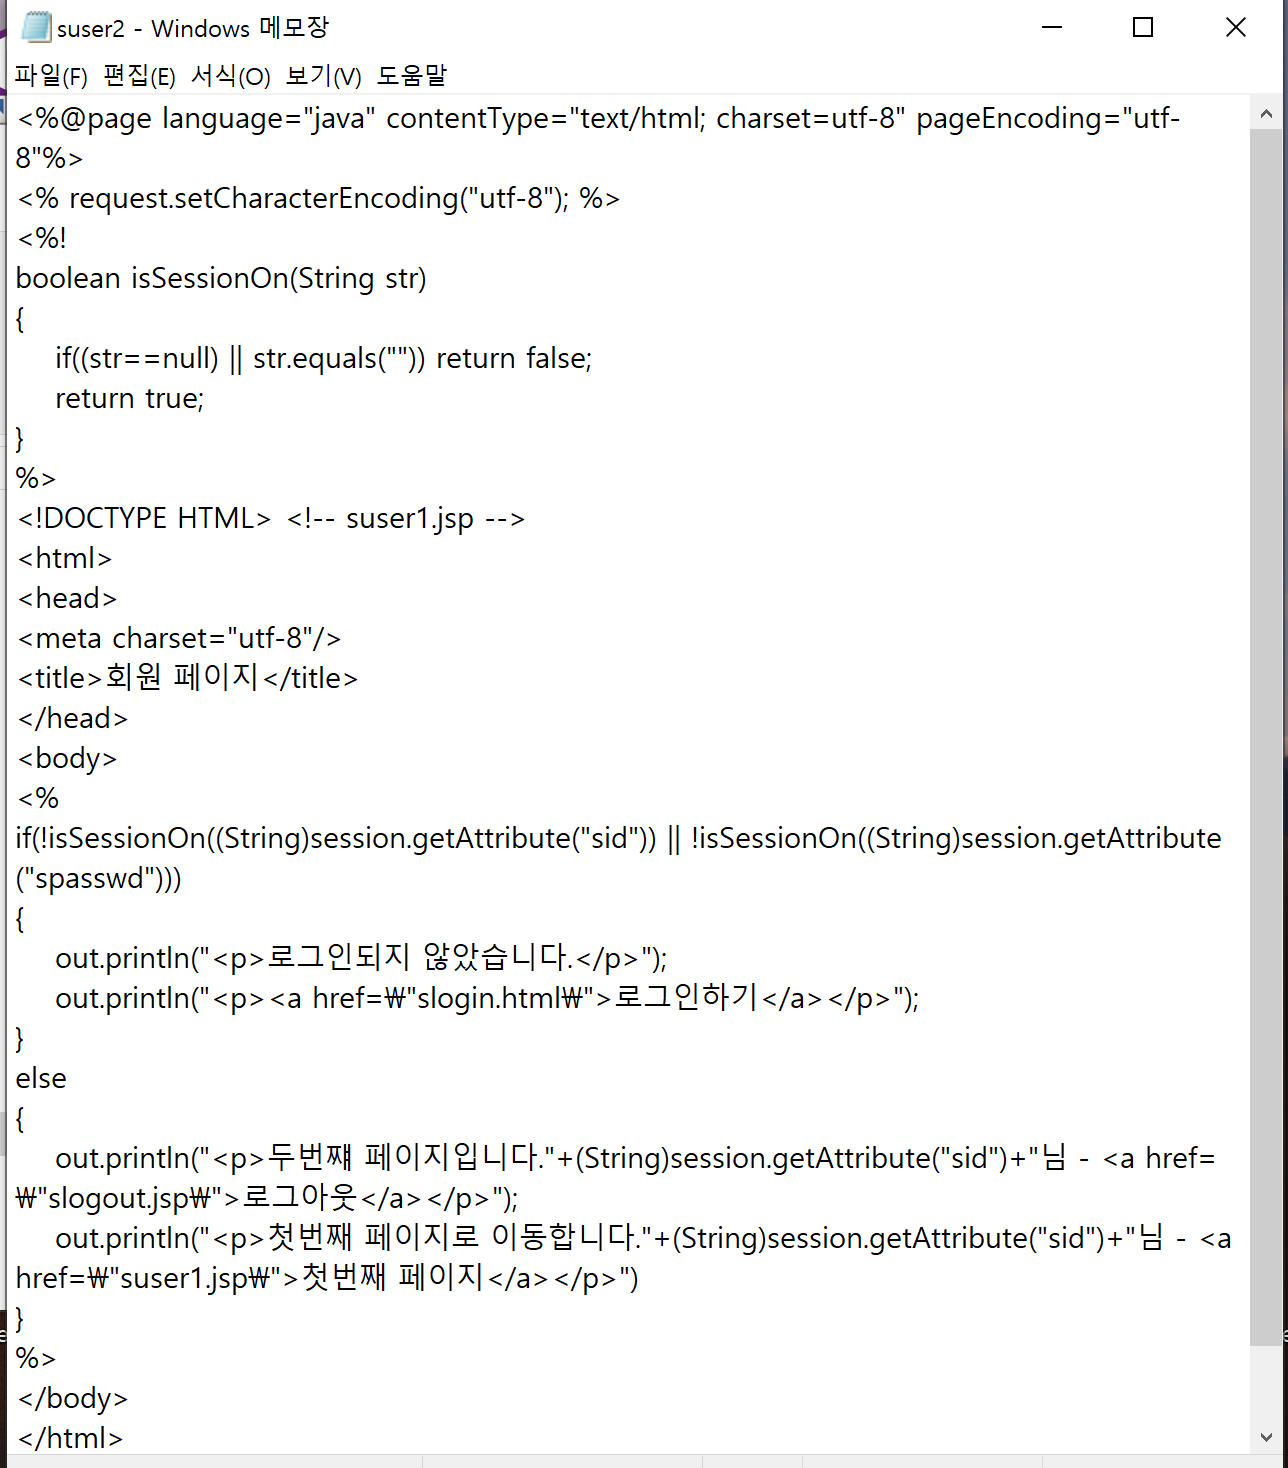 suser2 - Windows 메모장
파일(F) 편집(E) 서식(O) 보기(V) 도움말
<%@page language="java" contentType="text/html; charset=utf-8" pageEncoding="utf-
8"%>
<% request.setCharacterEncoding("utf-8"); %>
<%!
boolean isSessionOn(String str)
{
     if((str==null) || str.equals("")) return false;
     return true;
}
%>
<!DOCTYPE HTML> <!-- suser1.jsp -->
<html>
<head>
<meta charset="utf-8"/>
<title>회원 페이지</title>
</head>
<body>
<%
if(!isSessionOn((String)session.getAttribute("sid")) || !isSessionOn((String)session.getAttribute
("spasswd")))
{
     out.println("<p>로그인되지 않았습니다.</p>");
     out.println("<p><a href=₩"slogin.html₩">로그인하기</a></p>");
}
else
{
     out.println("<p>두번쨰 페이지입니다."+(String)session.getAttribute("sid")+"님 - <a href=
₩"slogout.jsp₩">로그아웃</a></p>");
     out.println("<p>첫번째 페이지로 이동합니다."+(String)session.getAttribute("sid")+"님 - <a
href=₩"suser1.jsp₩">첫번째 페이지</a></p>")
}
%>
</body>
</html>